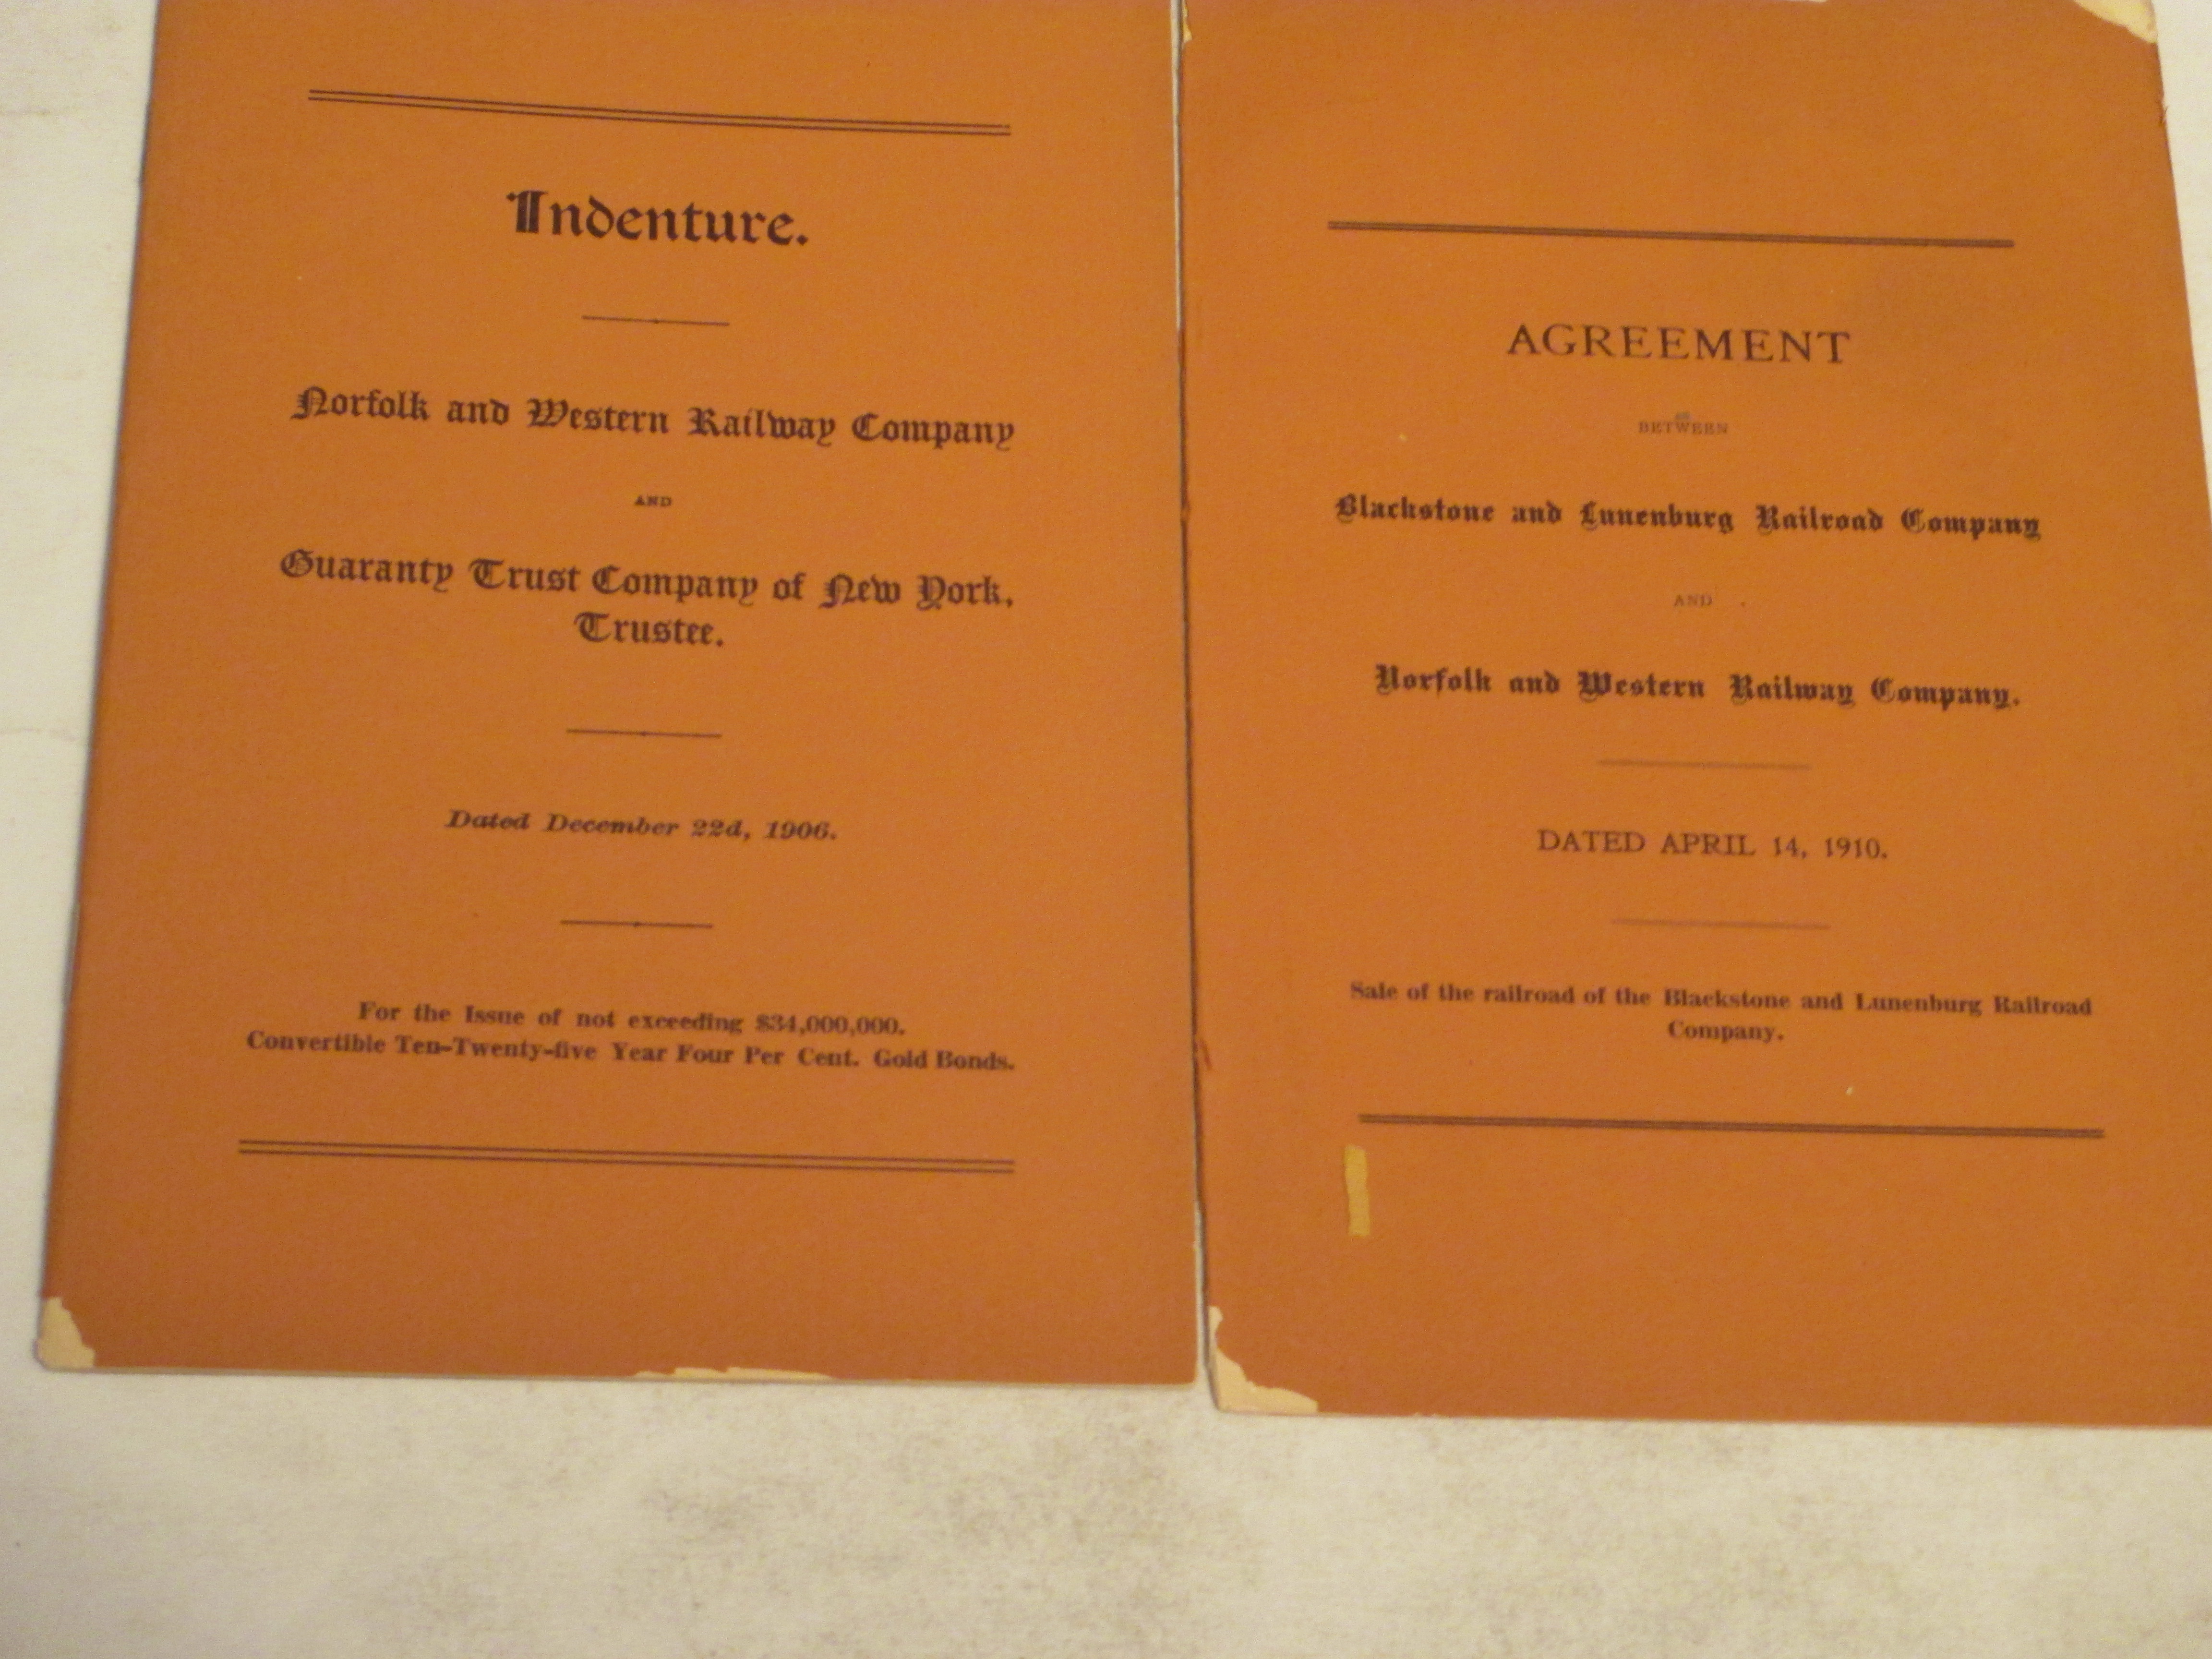 Indenture.
Norfolk and Western Railway Company
AND
Guaranty Trust Company of New York,
Trustee.
Dated December 22d, 1906.
For the Issue of not exceeding $34,000,000.
Convertible Ten-Twenty-five Year Four Per Cent. Gold Bonds.
AGREEMENT
BETWEEN
Blackstone and Lunenburg Railroad Company
AND
Norfolk and Western Railway Company.
DATED APRIL 14, 1910.
Sale of the railroad of the Blackstone and Lunenburg Railroad
Company.